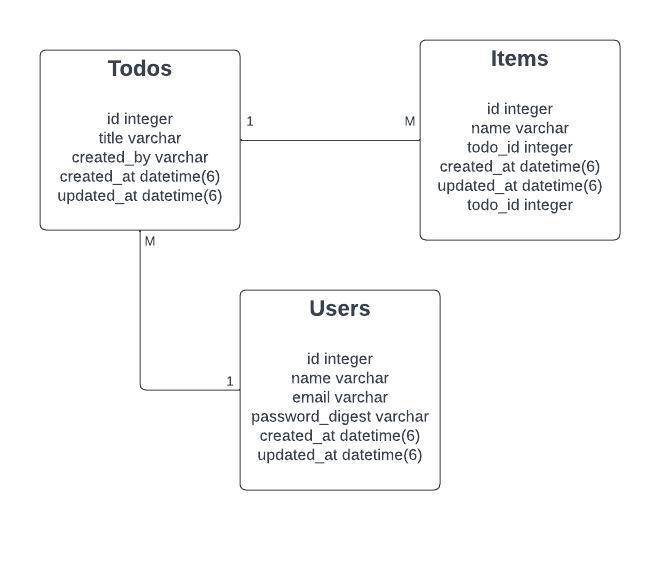 Todos
id integer
title varchar
created_by varchar
created_at datetime(6)
updated_at datetime(6)
1
M
Items
id integer
name varchar
todo_id integer
created_at datetime(6)
updated_at datetime(6)
todo_id integer
M
1
Users
id integer
name varchar
email varchar
password_digest varchar
created_at datetime(6)
updated_at datetime(6)